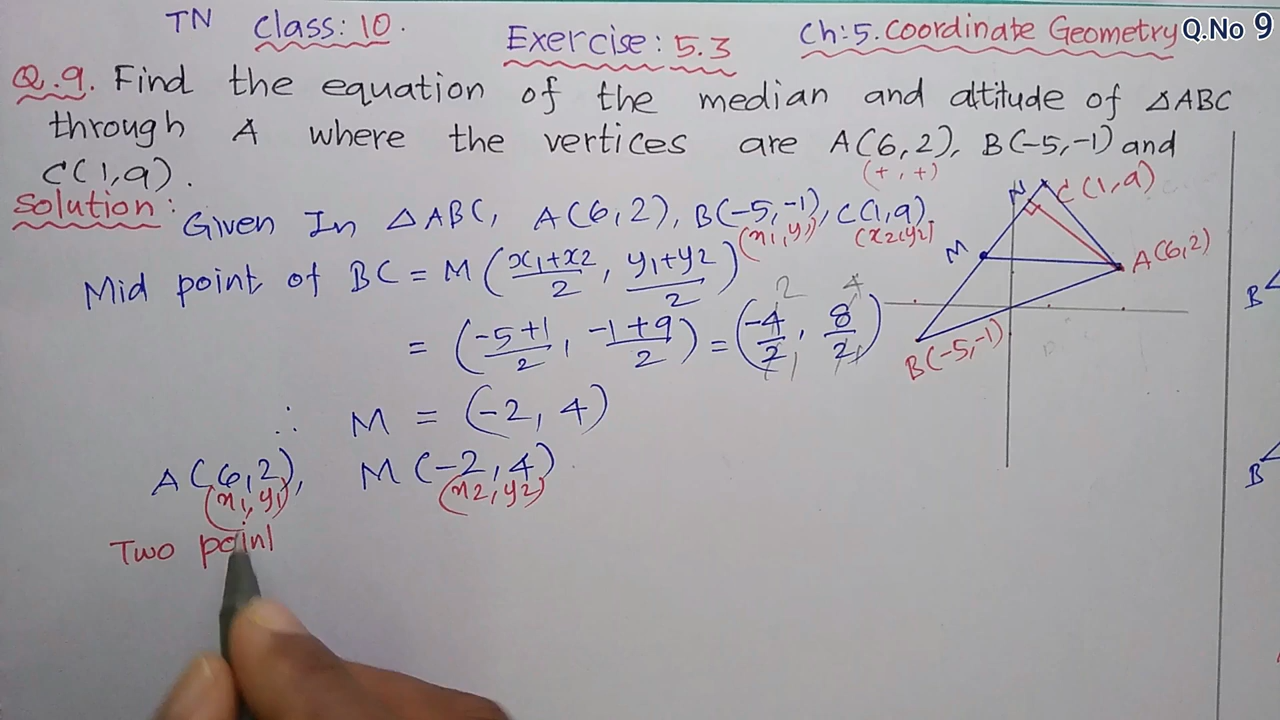 TN Class: 10. Exercise: 5.3 Ch: 5. Coordinate Geometry Q.No 9
Q.9. Find the equation of the median and altitude of △ABC
through A where the vertices are A(6,2), B(-5,-1) and
C(1,9).
(+,+)
Solution: Given In △ABC, A(6,2), B(-5,-1), C(1,9)
(x1,y1) (x2,y2)
Mid point of BC = M(x1+x2/2, y1+y2/2)
= (-5+1/2, -1+9/2) = (-4/2, 8/2)
2 4
∴ M = (-2, 4)
A(6,2), M(-2,4)
(x1,y1) (x2,y2)
Two point
N C(1,9)
M A(6,2)
B(-5,-1)
B
B